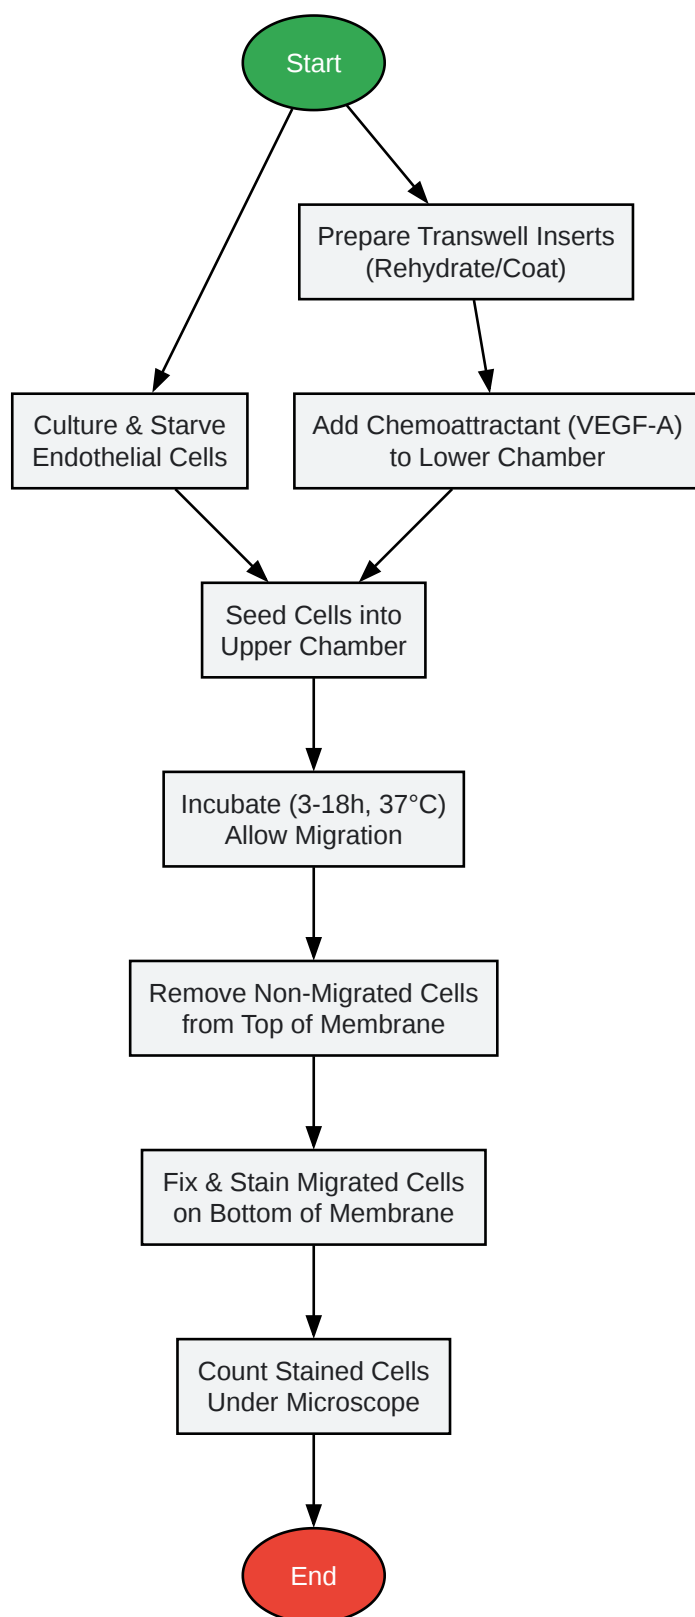 Start
Prepare Transwell Inserts
(Rehydrate/Coat)
Culture & Starve
Endothelial Cells
Add Chemoattractant (VEGF-A)
to Lower Chamber
Seed Cells into
Upper Chamber
Incubate (3-18h, 37°C)
Allow Migration
Remove Non-Migrated Cells
from Top of Membrane
Fix & Stain Migrated Cells
on Bottom of Membrane
Count Stained Cells
Under Microscope
End